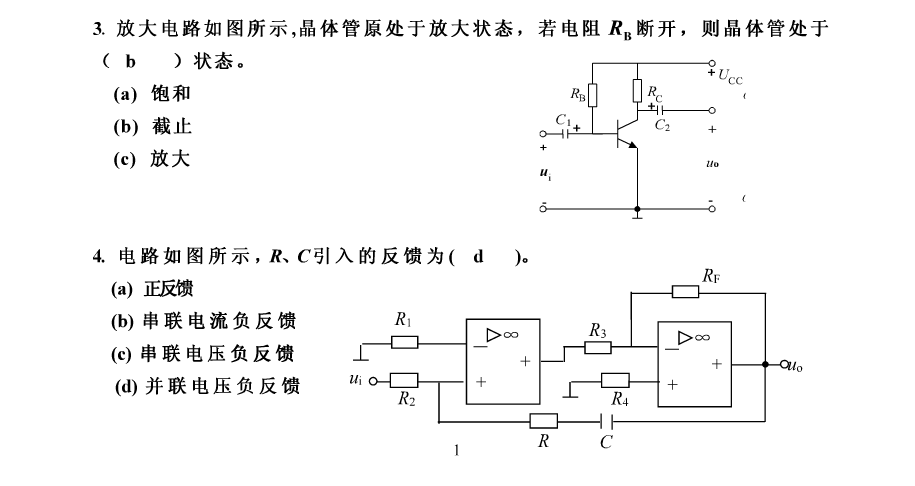 3. 放大电路如图所示,晶体管原处于放大状态，若电阻 RB 断开，则晶体管处于
（ b ）状态。
(a) 饱和
(b) 截止
(c) 放大
RB
RC
+ UCC
C1
+
+
C2
+
+
ui
uo
-
-
4. 电路如图所示，R、C引入的反馈为( d )。
(a) 正反馈
(b) 串联电流负反馈
(c) 串联电压负反馈
(d) 并联电压负反馈
RF
R1
▷∞
−
+
+
R3
▷∞
−
+
+
ui
R2
R4
uo
R
C
1